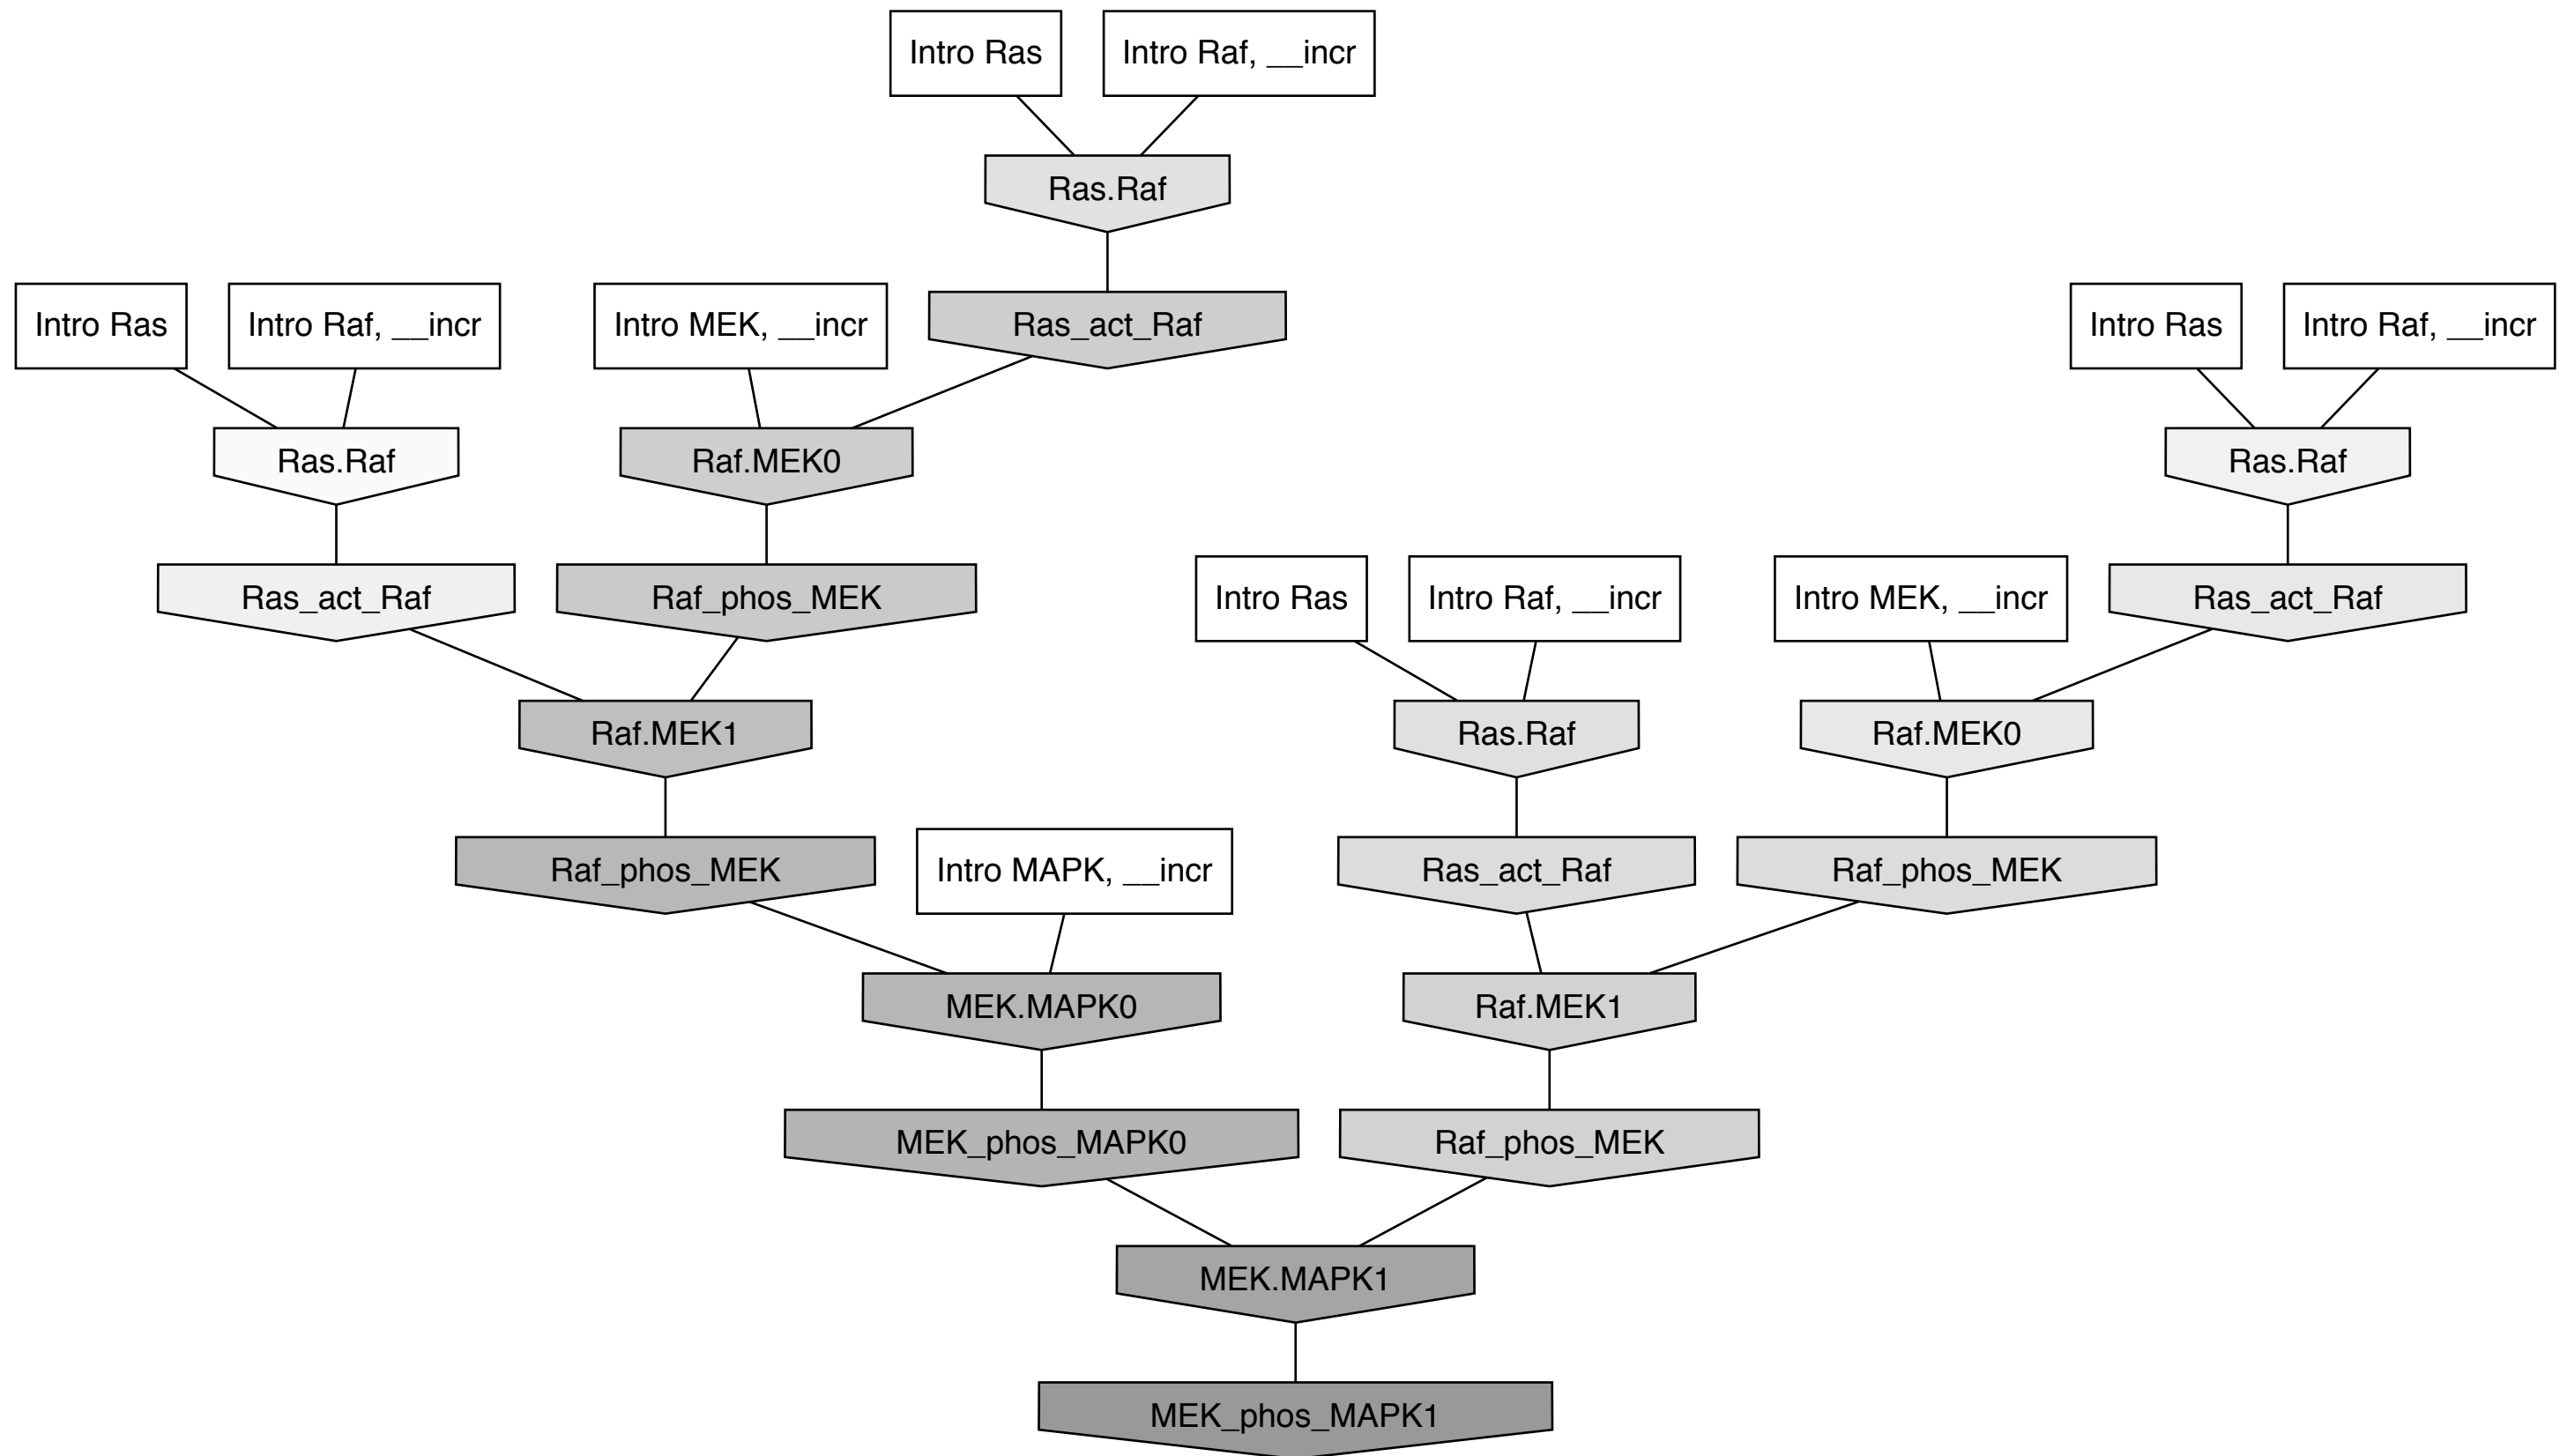 Intro Ras
Intro Raf, __incr
Ras.Raf
Intro Ras
Intro Raf, __incr
Intro MEK, __incr
Ras_act_Raf
Intro Ras
Intro Raf, __incr
Ras.Raf
Raf.MEK0
Ras.Raf
Ras_act_Raf
Raf_phos_MEK
Intro Ras
Intro Raf, __incr
Intro MEK, __incr
Ras_act_Raf
Raf.MEK1
Ras.Raf
Raf.MEK0
Raf_phos_MEK
Intro MAPK, __incr
Ras_act_Raf
Raf_phos_MEK
MEK.MAPK0
Raf.MEK1
MEK_phos_MAPK0
Raf_phos_MEK
MEK.MAPK1
MEK_phos_MAPK1